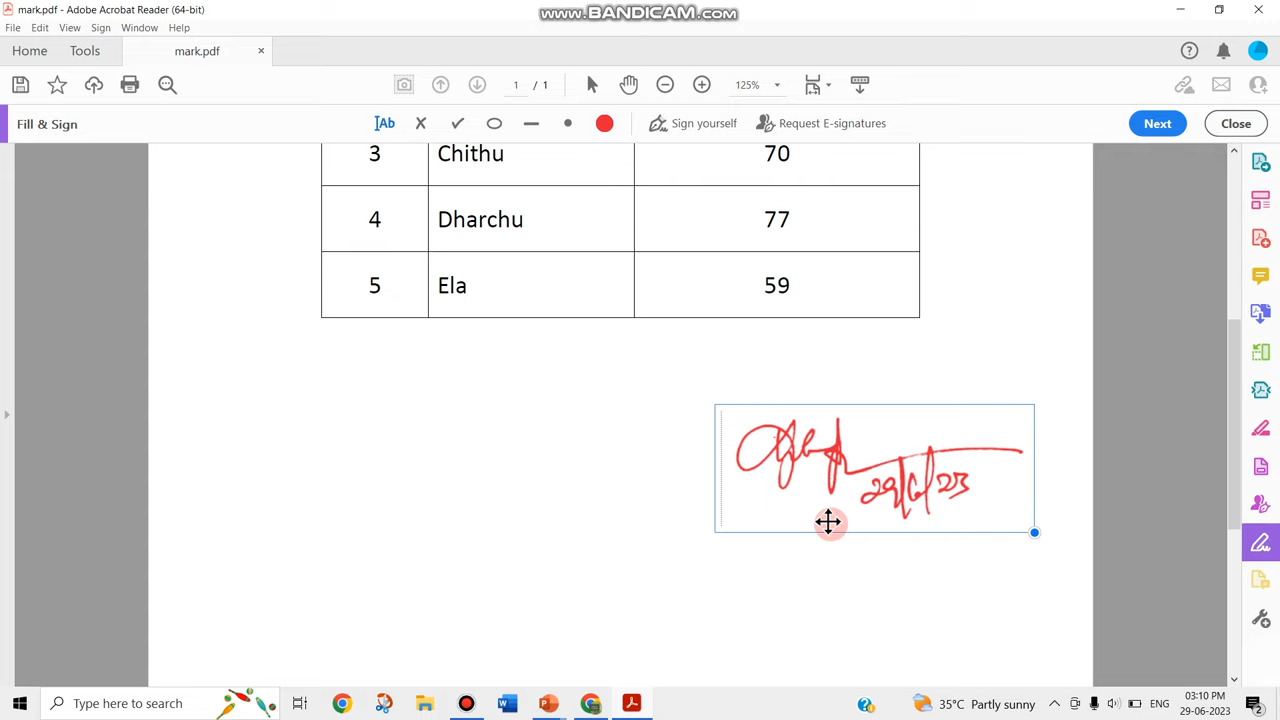 mark.pdf - Adobe Acrobat Reader (64-bit)
www.BANDICAM.com
File Edit View Sign Window Help
Home Tools mark.pdf ×
1 / 1 125%
Fill & Sign Ab Sign yourself Request E-signatures Next Close
3 Chithu 70
4 Dharchu 77
5 Ela 59
29/6/23
Type here to search
35°C Partly sunny
ENG
03:10 PM
29-06-2023
2